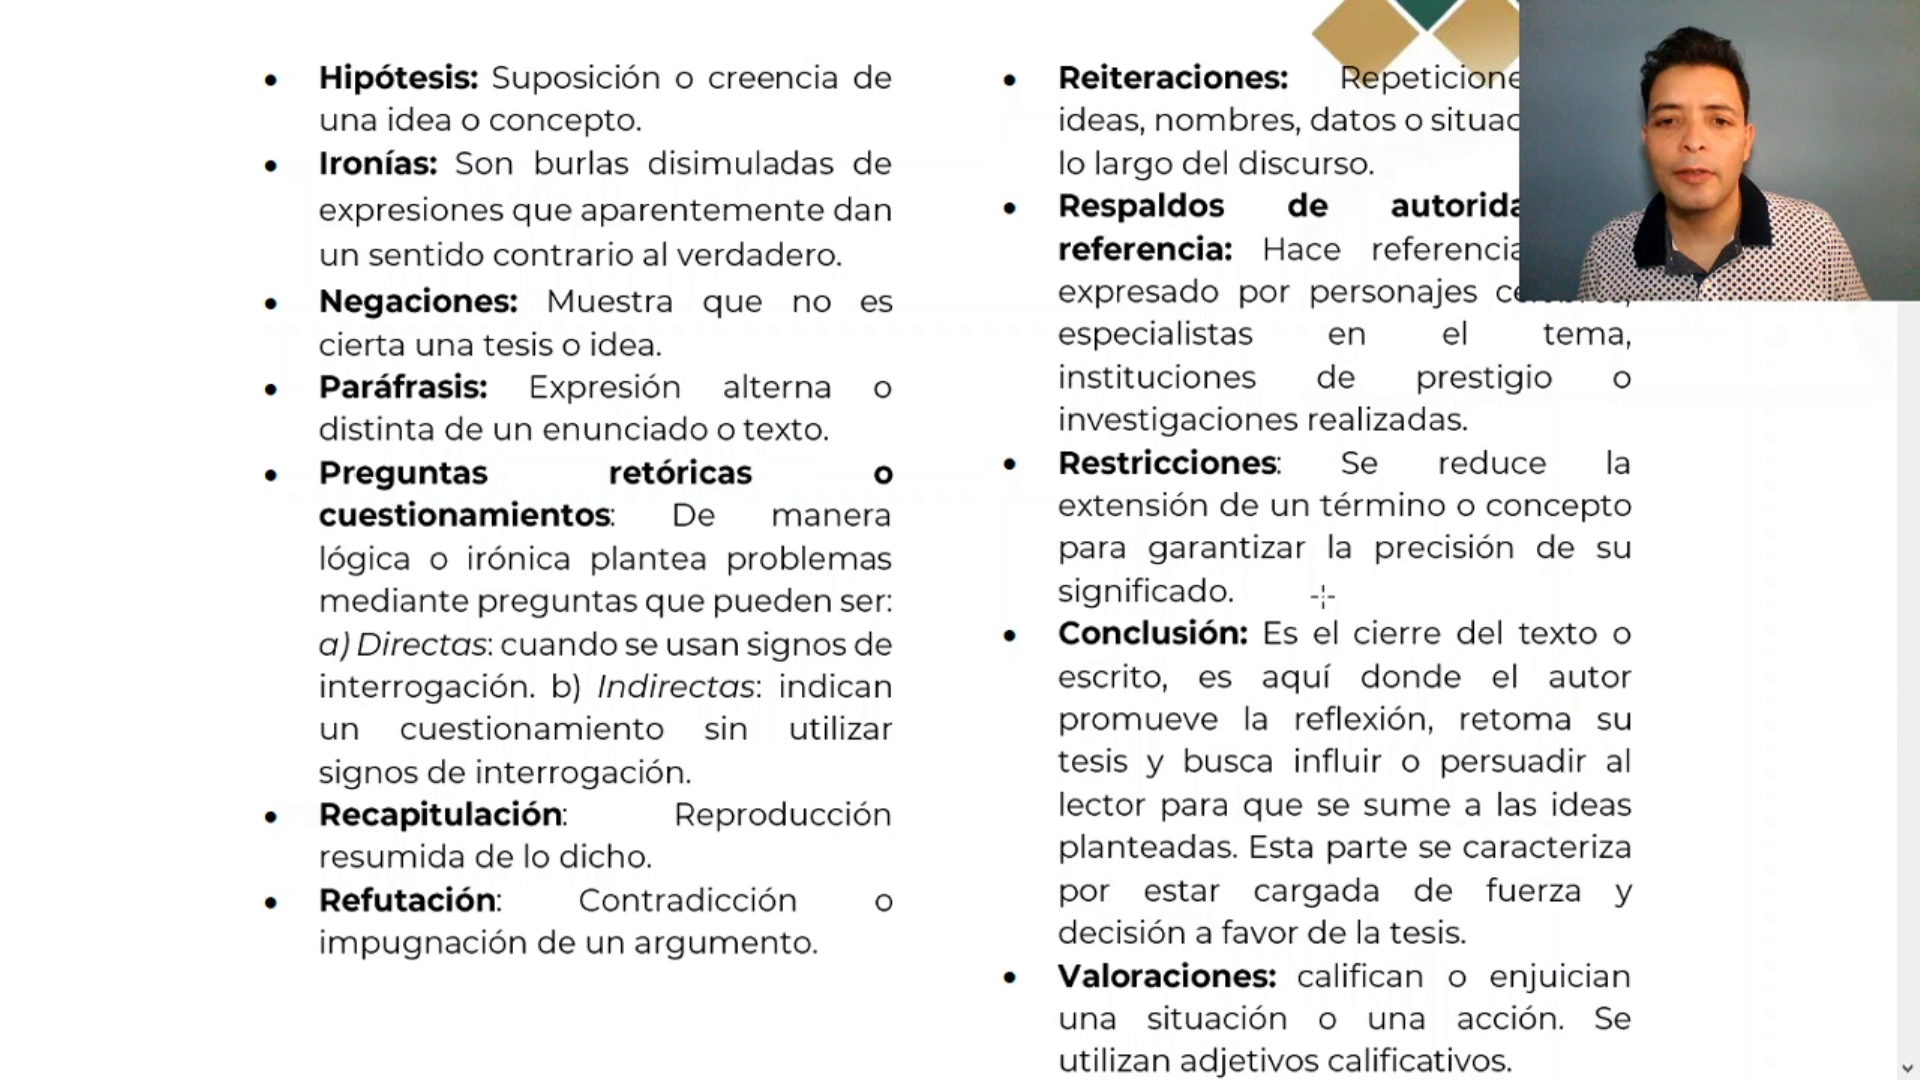 • Hipótesis: Suposición o creencia de
una idea o concepto.
• Ironías: Son burlas disimuladas de
expresiones que aparentemente dan
un sentido contrario al verdadero.
• Negaciones: Muestra que no es
cierta una tesis o idea.
• Paráfrasis: Expresión alterna o
distinta de un enunciado o texto.
• Preguntas retóricas o
cuestionamientos: De manera
lógica o irónica plantea problemas
mediante preguntas que pueden ser:
a) Directas: cuando se usan signos de
interrogación. b) Indirectas: indican
un cuestionamiento sin utilizar
signos de interrogación.
• Recapitulación: Reproducción
resumida de lo dicho.
• Refutación: Contradicción o
impugnación de un argumento.
• Reiteraciones:
ideas, nombres, datos o
lo largo del discurso.
• Respaldos de
referencia: Hace referencia
expresado por personajes
especialistas en el tema,
instituciones de prestigio o
investigaciones realizadas.
• Restricciones: Se reduce la
extensión de un término o concepto
para garantizar la precisión de su
significado.
• Conclusión: Es el cierre del texto o
escrito, es aquí donde el autor
promueve la reflexión, retoma su
tesis y busca influir o persuadir al
lector para que se sume a las ideas
planteadas. Esta parte se caracteriza
por estar cargada de fuerza y
decisión a favor de la tesis.
• Valoraciones: califican o enjuician
una situación o una acción. Se
utilizan adjetivos calificativos.